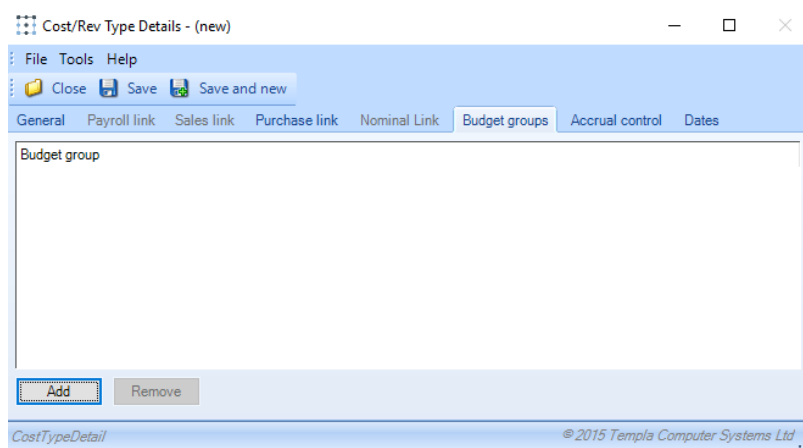 Cost/Rev Type Details - (new)
File Tools Help
Close Save Save and new
General Payroll link Sales link Purchase link Nominal Link Budget groups Accrual control Dates
Budget group
Add Remove
CostTypeDetail © 2015 Templa Computer Systems Ltd